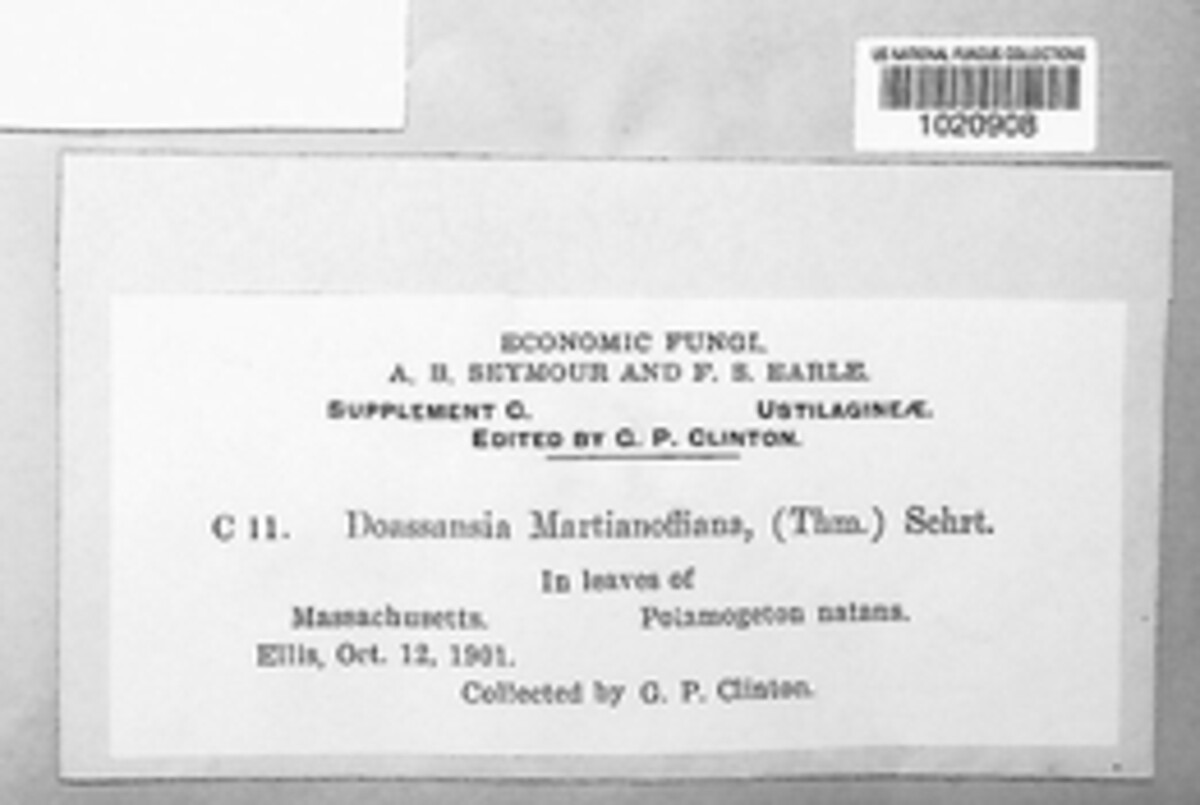 US NATIONAL FUNGUS COLLECTIONS
1020908
ECONOMIC FUNGI.
A. B. SEYMOUR AND F. S. EARLE.
SUPPLEMENT C. USTILAGINEÆ.
EDITED BY G. P. CLINTON.
C 11. Doassansia Martianoffiana, (Thm.) Schrt.
In leaves of
Massachusetts. Potamogeton natans.
Ellis, Oct. 12, 1901.
Collected by G. P. Clinton.